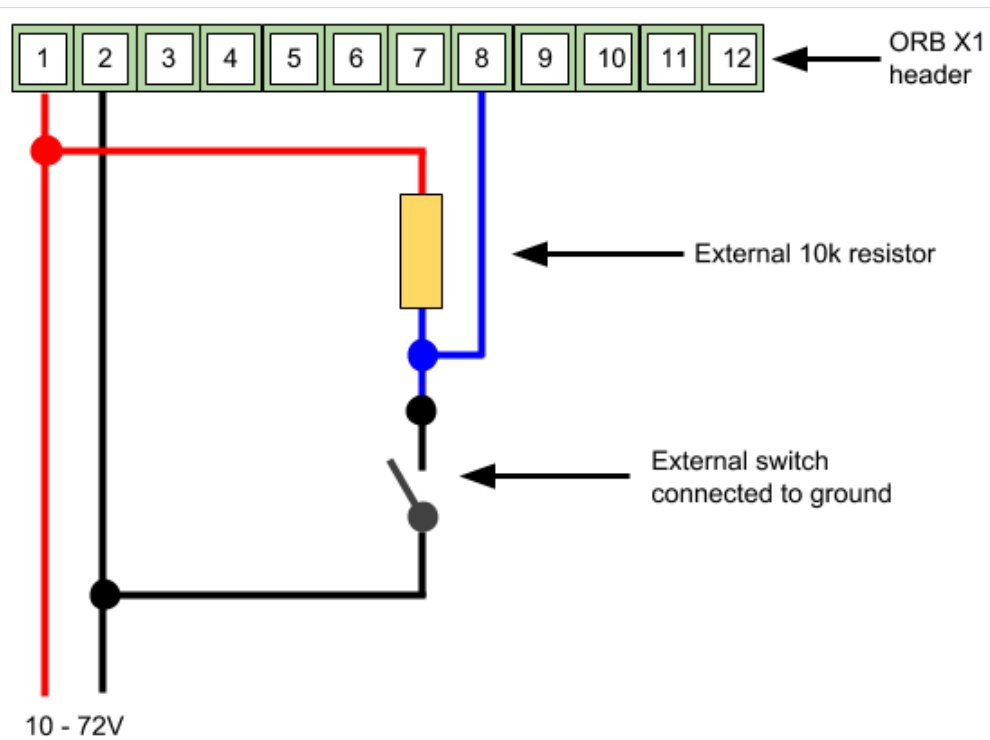 1 2 3 4 5 6 7 8 9 10 11 12
ORB X1
header
External 10k resistor
External switch
connected to ground
10 - 72V